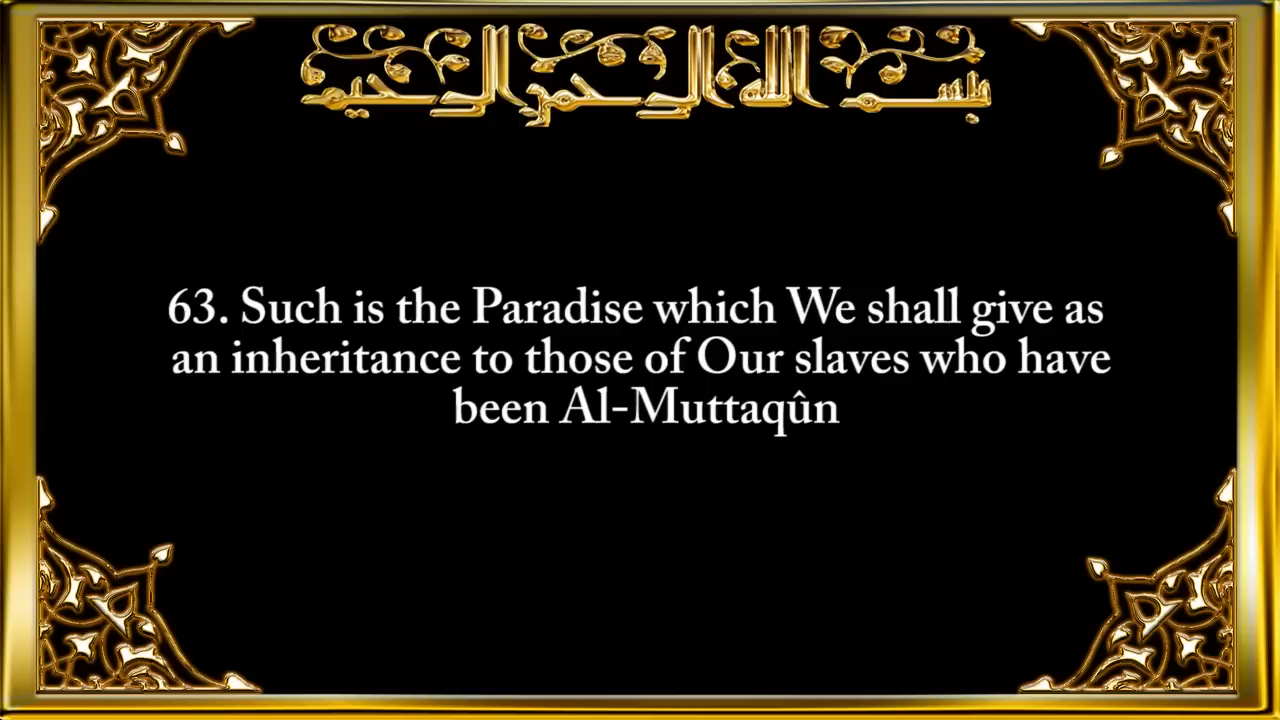 بسم الله الرحمن الرحيم
63. Such is the Paradise which We shall give as
an inheritance to those of Our slaves who have
been Al-Muttaqûn